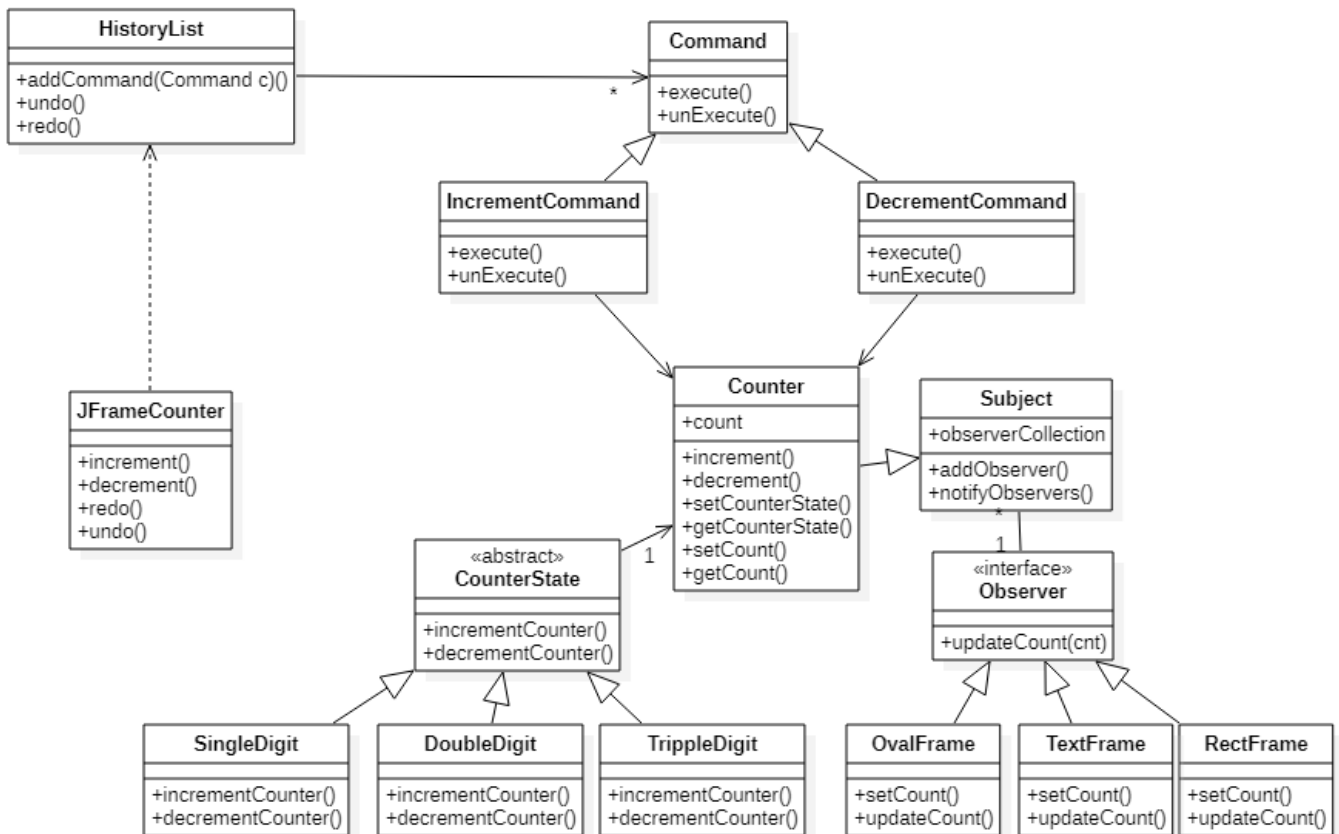 HistoryList
+addCommand(Command c)()
+undo()
+redo()
Command
+execute()
+unExecute()
*
IncrementCommand
+execute()
+unExecute()
DecrementCommand
+execute()
+unExecute()
JFrameCounter
+increment()
+decrement()
+redo()
+undo()
Counter
+count
+increment()
+decrement()
+setCounterState()
+getCounterState()
+setCount()
+getCount()
Subject
+observerCollection
+addObserver()
+notifyObservers()
*
1
«abstract»
CounterState
+incrementCounter()
+decrementCounter()
1
«interface»
Observer
+updateCount(cnt)
SingleDigit
+incrementCounter()
+decrementCounter()
DoubleDigit
+incrementCounter()
+decrementCounter()
TrippleDigit
+incrementCounter()
+decrementCounter()
OvalFrame
+setCount()
+updateCount()
TextFrame
+setCount()
+updateCount()
RectFrame
+setCount()
+updateCount()